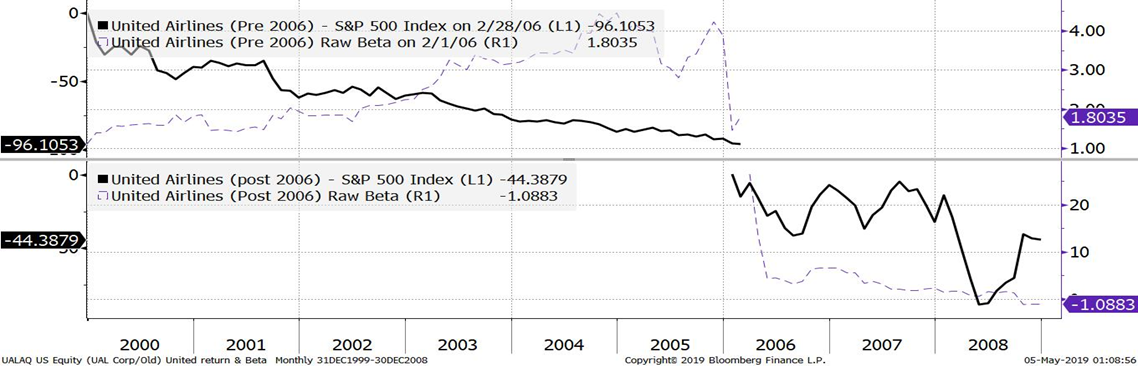 0
United Airlines (Pre 2006) - S&P 500 Index on 2/28/06 (L1) -96.1053
United Airlines (Pre 2006) Raw Beta on 2/1/06 (R1) 1.8035
4.00
3.00
-50
2.00
1.8035
-96.1053
1.00
0
United Airlines (post 2006) - S&P 500 Index (L1) -44.3879
United Airlines (Post 2006) Raw Beta (R1) -1.0883
20
-44.3879
10
-1.0883
2000 2001 2002 2003 2004 2005 2006 2007 2008
UALAQ US Equity (UAL Corp/Old) United return & Beta Monthly 31DEC1999-30DEC2008 Copyright© 2019 Bloomberg Finance L.P. 05-May-2019 01:08:56